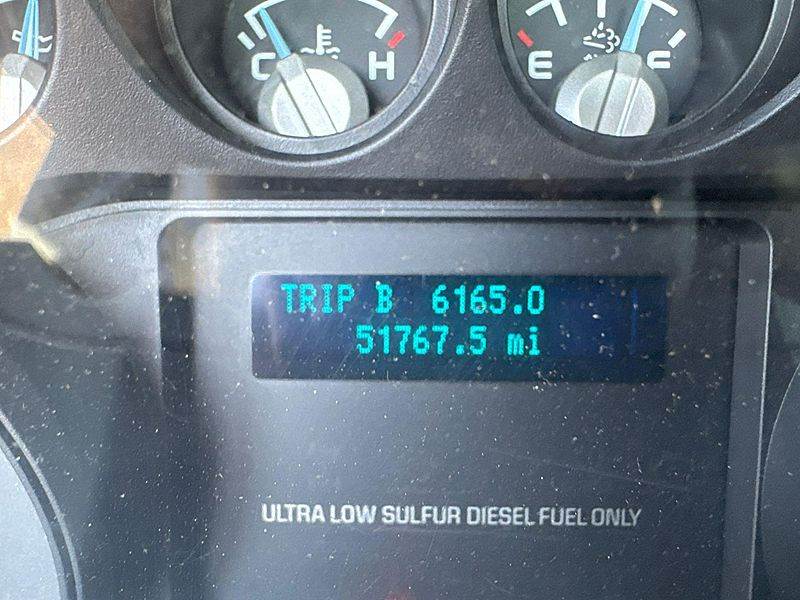 C H
E F
TRIP B 6165.0
51767.5 mi
ULTRA LOW SULFUR DIESEL FUEL ONLY